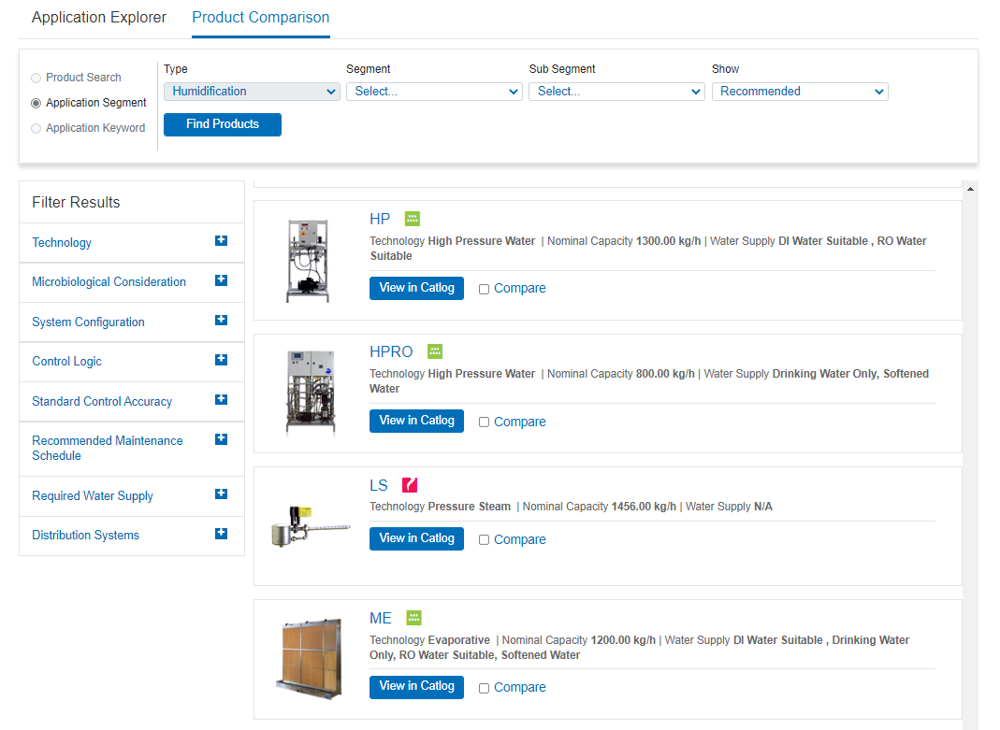 Application Explorer Product Comparison
Product Search
Application Segment
Application Keyword
Type Segment Sub Segment Show
Humidification Select... Select... Recommended
Find Products
Filter Results
Technology
Microbiological Consideration
System Configuration
Control Logic
Standard Control Accuracy
Recommended Maintenance
Schedule
Required Water Supply
Distribution Systems
HP
Technology High Pressure Water | Nominal Capacity 1300.00 kg/h | Water Supply DI Water Suitable , RO Water
Suitable
View in Catlog Compare
HPRO
Technology High Pressure Water | Nominal Capacity 800.00 kg/h | Water Supply Drinking Water Only, Softened
Water
View in Catlog Compare
LS
Technology Pressure Steam | Nominal Capacity 1456.00 kg/h | Water Supply N/A
View in Catlog Compare
ME
Technology Evaporative | Nominal Capacity 1200.00 kg/h | Water Supply DI Water Suitable , Drinking Water
Only, RO Water Suitable, Softened Water
View in Catlog Compare